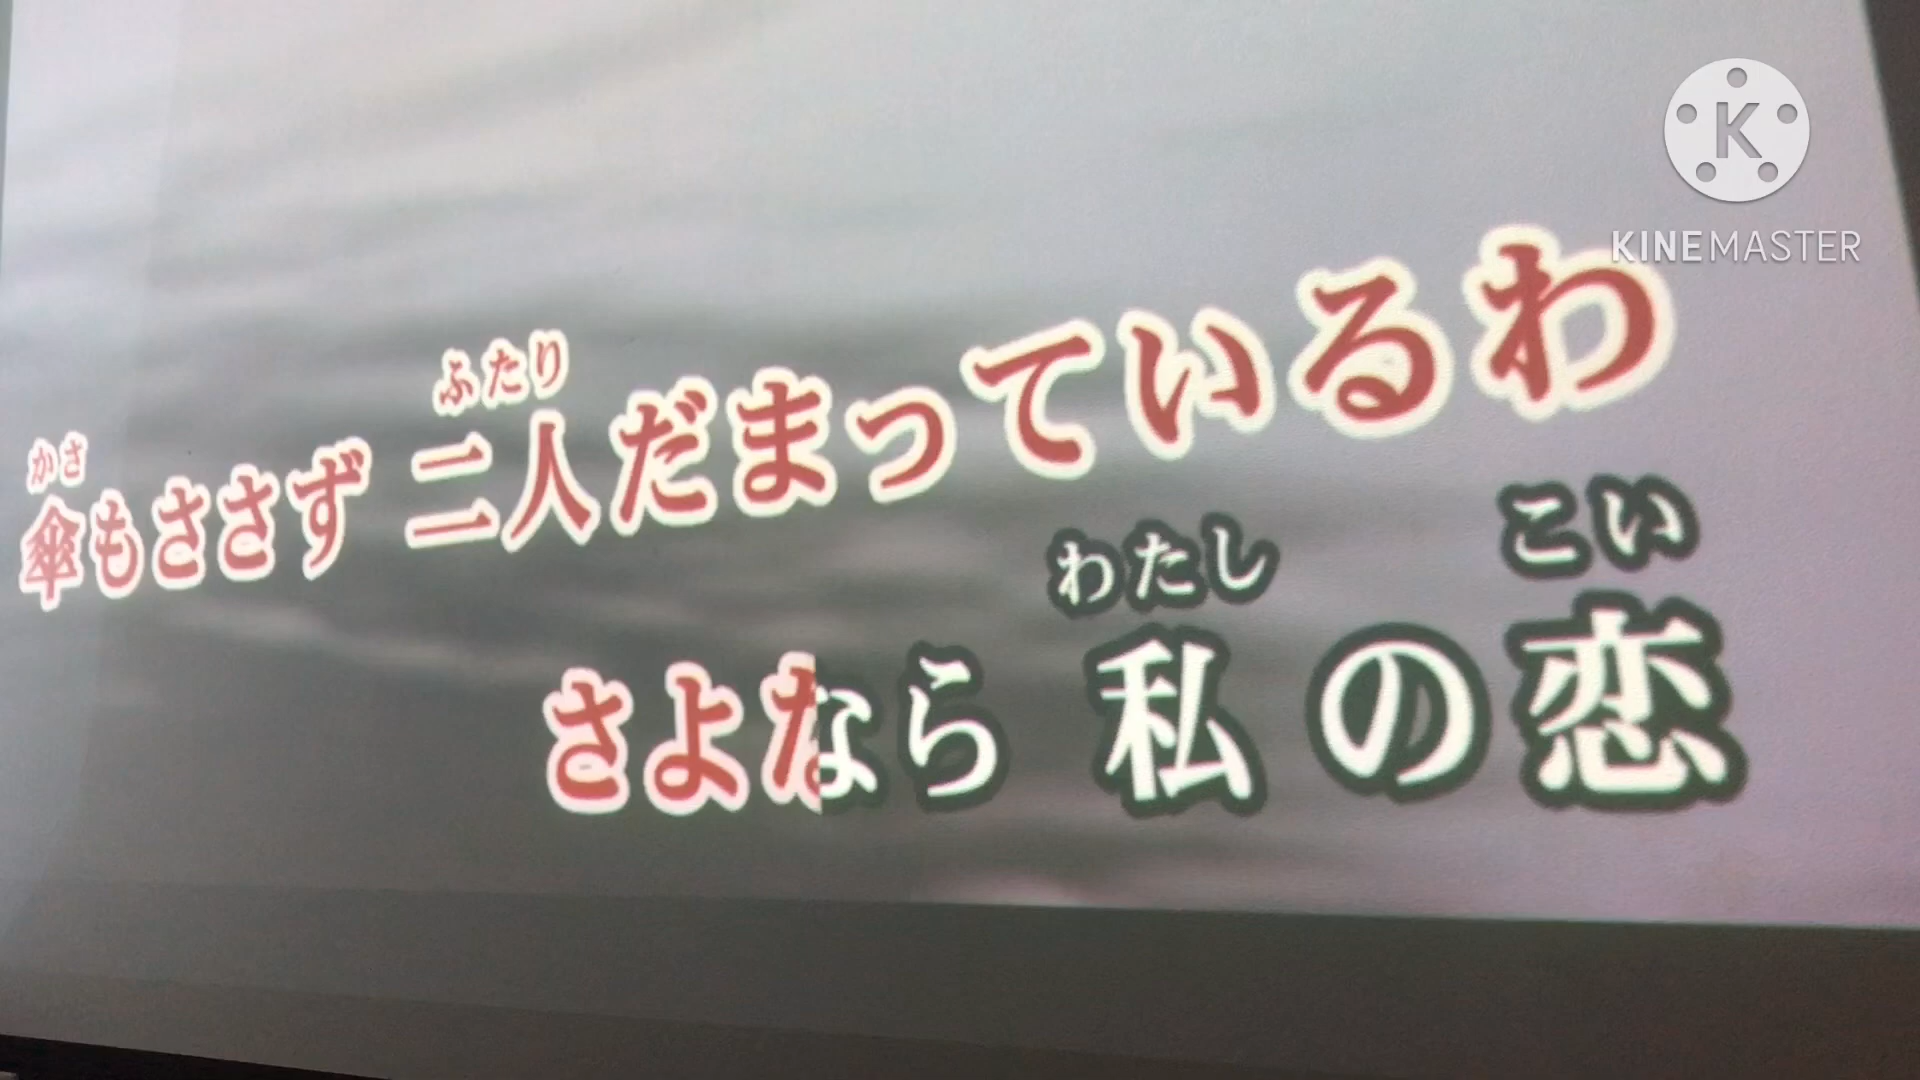 K
KINEMASTER
ふたり
かさ
傘もささず 二人だまっているわ
わたし こい
さよなら 私の恋